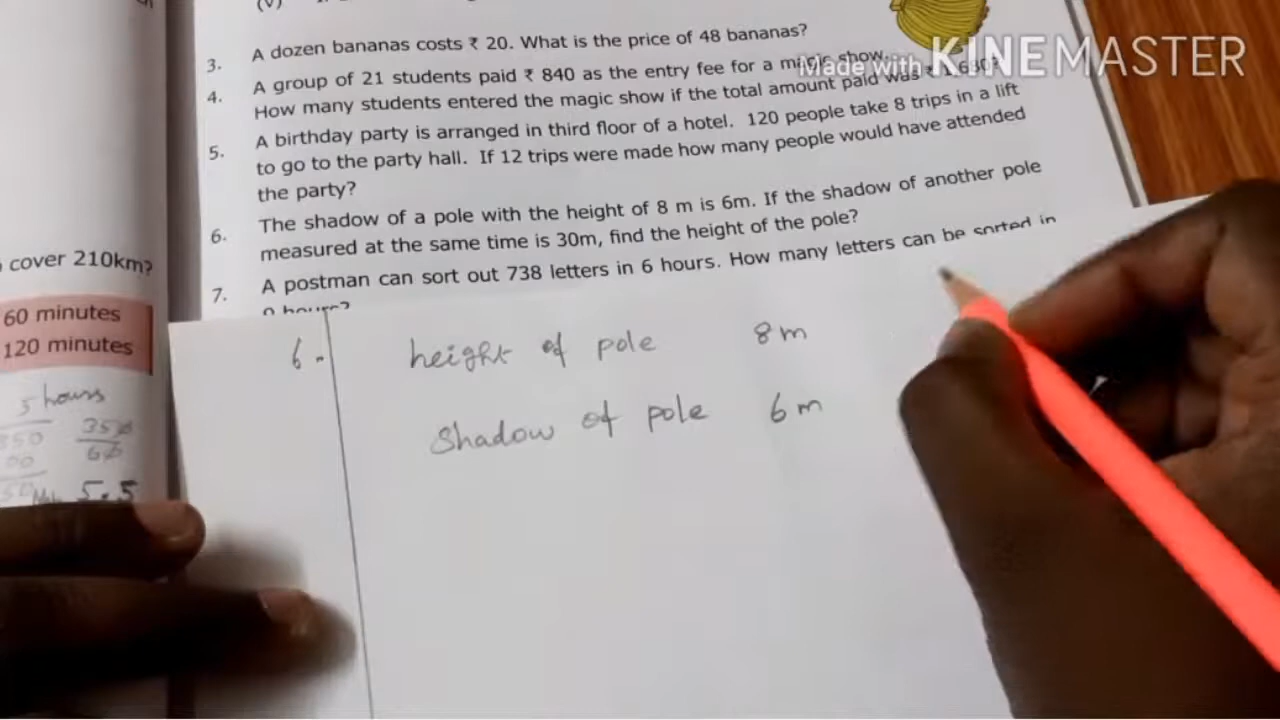 (v)
3. A dozen bananas costs ₹ 20. What is the price of 48 bananas?
4. A group of 21 students paid ₹ 840 as the entry fee for a magic show.
How many students entered the magic show if the total amount paid was ₹
Made with KINEMASTER
5. A birthday party is arranged in third floor of a hotel. 120 people take 8 trips in a lift
to go to the party hall. If 12 trips were made how many people would have attended
the party?
6. The shadow of a pole with the height of 8 m is 6m. If the shadow of another pole
measured at the same time is 30m, find the height of the pole?
7. A postman can sort out 738 letters in 6 hours. How many letters can be sorted in
hours?
cover 210km?
60 minutes
120 minutes
5 hours
350
60
5.5
6. height of pole 8m
shadow of pole 6m